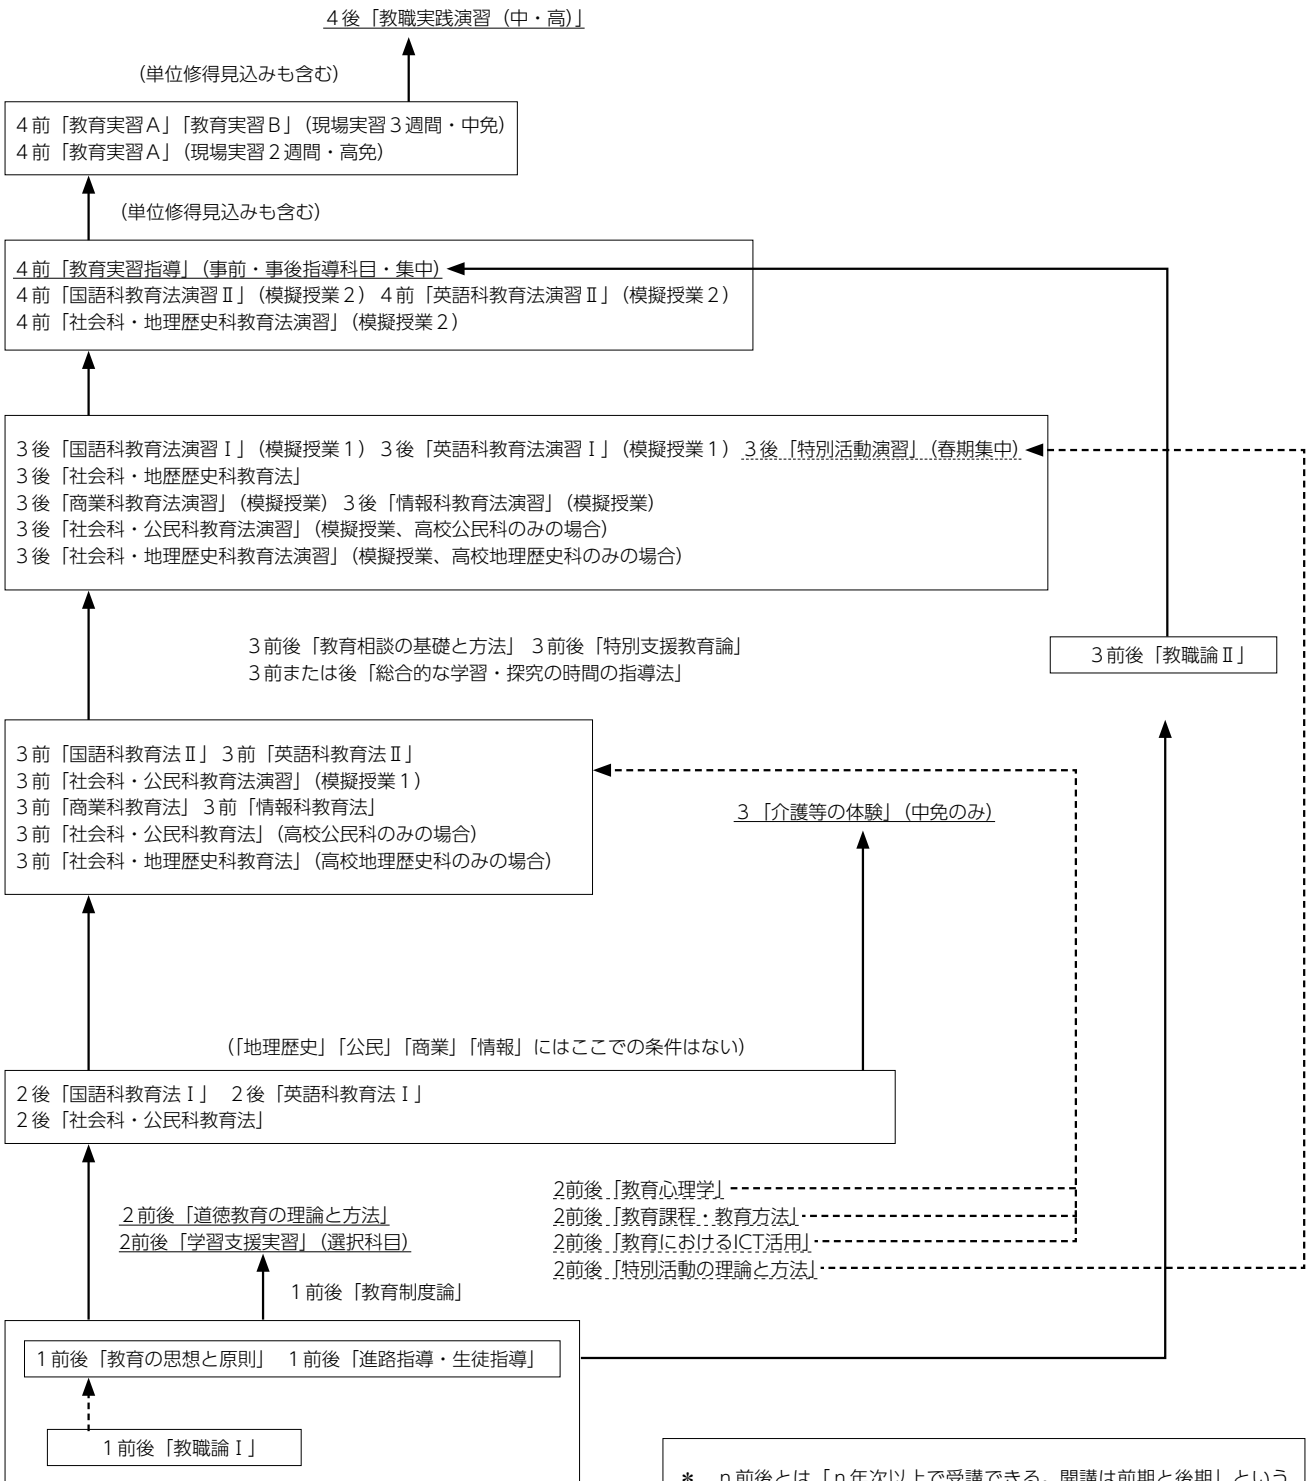 ４後「教職実践演習（中・高）」
（単位修得見込みも含む）
４前「教育実習Ａ」「教育実習Ｂ」（現場実習３週間・中免）
４前「教育実習Ａ」（現場実習２週間・高免）
（単位修得見込みも含む）
４前「教育実習指導」（事前・事後指導科目・集中）
４前「国語科教育法演習Ⅱ」（模擬授業２） ４前「英語科教育法演習Ⅱ」（模擬授業２）
４前「社会科・地理歴史科教育法演習」（模擬授業２）
３後「国語科教育法演習Ⅰ」（模擬授業１） ３後「英語科教育法演習Ⅰ」（模擬授業１） ３後「特別活動演習」（春期集中）
３後「社会科・地歴歴史科教育法」
３後「商業科教育法演習」（模擬授業） ３後「情報科教育法演習」（模擬授業）
３後「社会科・公民科教育法演習」（模擬授業、高校公民科のみの場合）
３後「社会科・地理歴史科教育法演習」（模擬授業、高校地理歴史科のみの場合）
３前後「教育相談の基礎と方法」 ３前後「特別支援教育論」
３前または後「総合的な学習・探究の時間の指導法」
３前後「教職論Ⅱ」
３前「国語科教育法Ⅱ」 ３前「英語科教育法Ⅱ」
３前「社会科・公民科教育法演習」（模擬授業１）
３前「商業科教育法」３前「情報科教育法」
３前「社会科・公民科教育法」（高校公民科のみの場合）
３前「社会科・地理歴史科教育法」（高校地理歴史科のみの場合）
３「介護等の体験」（中免のみ）
（「地理歴史」「公民」「商業」「情報」にはここでの条件はない）
２後「国語科教育法Ⅰ」 ２後「英語科教育法Ⅰ」
２後「社会科・公民科教育法」
２前後「道徳教育の理論と方法」
2前後「学習支援実習」（選択科目）
2前後「教育心理学」
2前後「教育課程・教育方法」
2前後「教育におけるICT活用」
2前後「特別活動の理論と方法」
１前後「教育制度論」
１前後「教育の思想と原則」 １前後「進路指導・生徒指導」
１前後「教職論Ⅰ」
＊ ｎ前後とは「ｎ年次以上で受講できる。開講は前期と後期」という